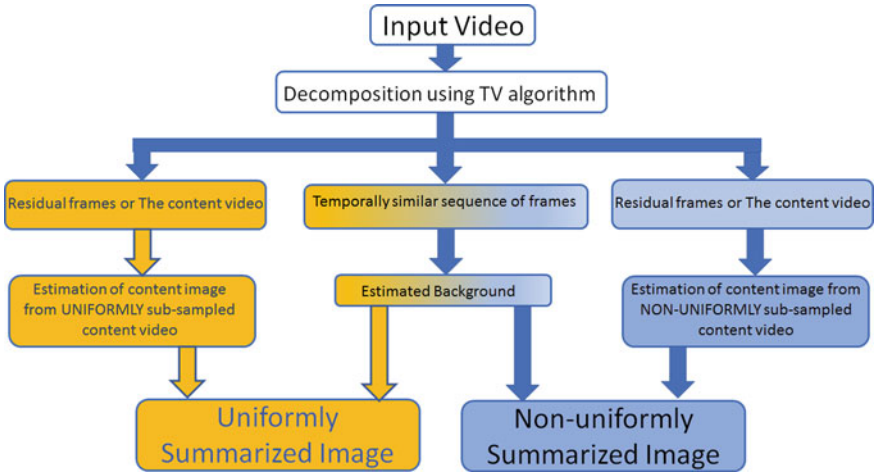 Input Video
Decomposition using TV algorithm
Residual frames or The content video
Temporally similar sequence of frames
Residual frames or The content video
Estimation of content image
from UNIFORMLY sub-sampled
content video
Estimated Background
Estimation of content image from
NON-UNIFORMLY sub-sampled
content video
Uniformly
Summarized Image
Non-uniformly
Summarized Image